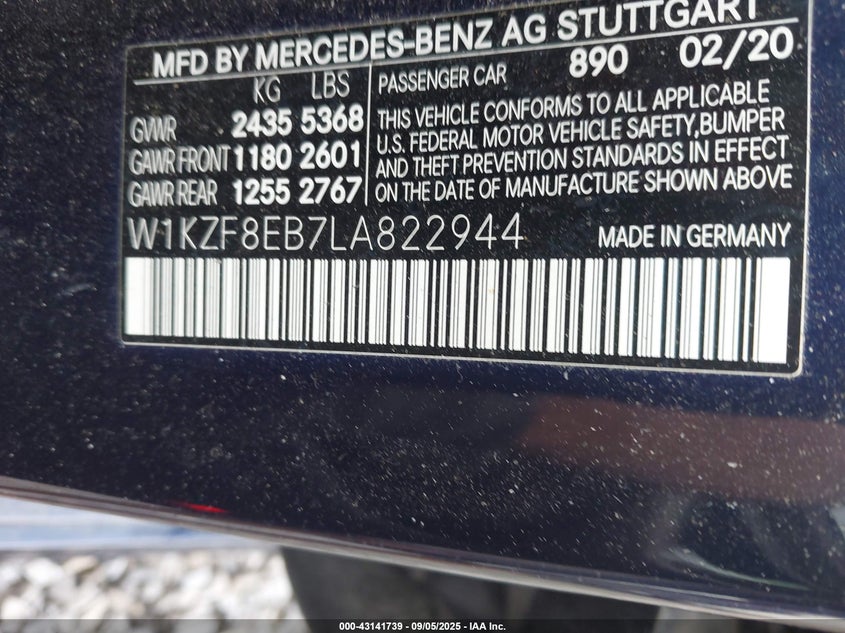 MFD BY MERCEDES-BENZ AG STUTTGART
KG LBS PASSENGER CAR 890 02/20
GVWR 2435 5368
GAWR FRONT 1180 2601
GAWR REAR 1255 2767
THIS VEHICLE CONFORMS TO ALL APPLICABLE
U.S. FEDERAL MOTOR VEHICLE SAFETY,BUMPER
AND THEFT PREVENTION STANDARDS IN EFFECT
ON THE DATE OF MANUFACTURE SHOWN ABOVE
W1KZF8EB7LA822944 MADE IN GERMANY
000-43141739 - 09/05/2025 - IAA Inc.